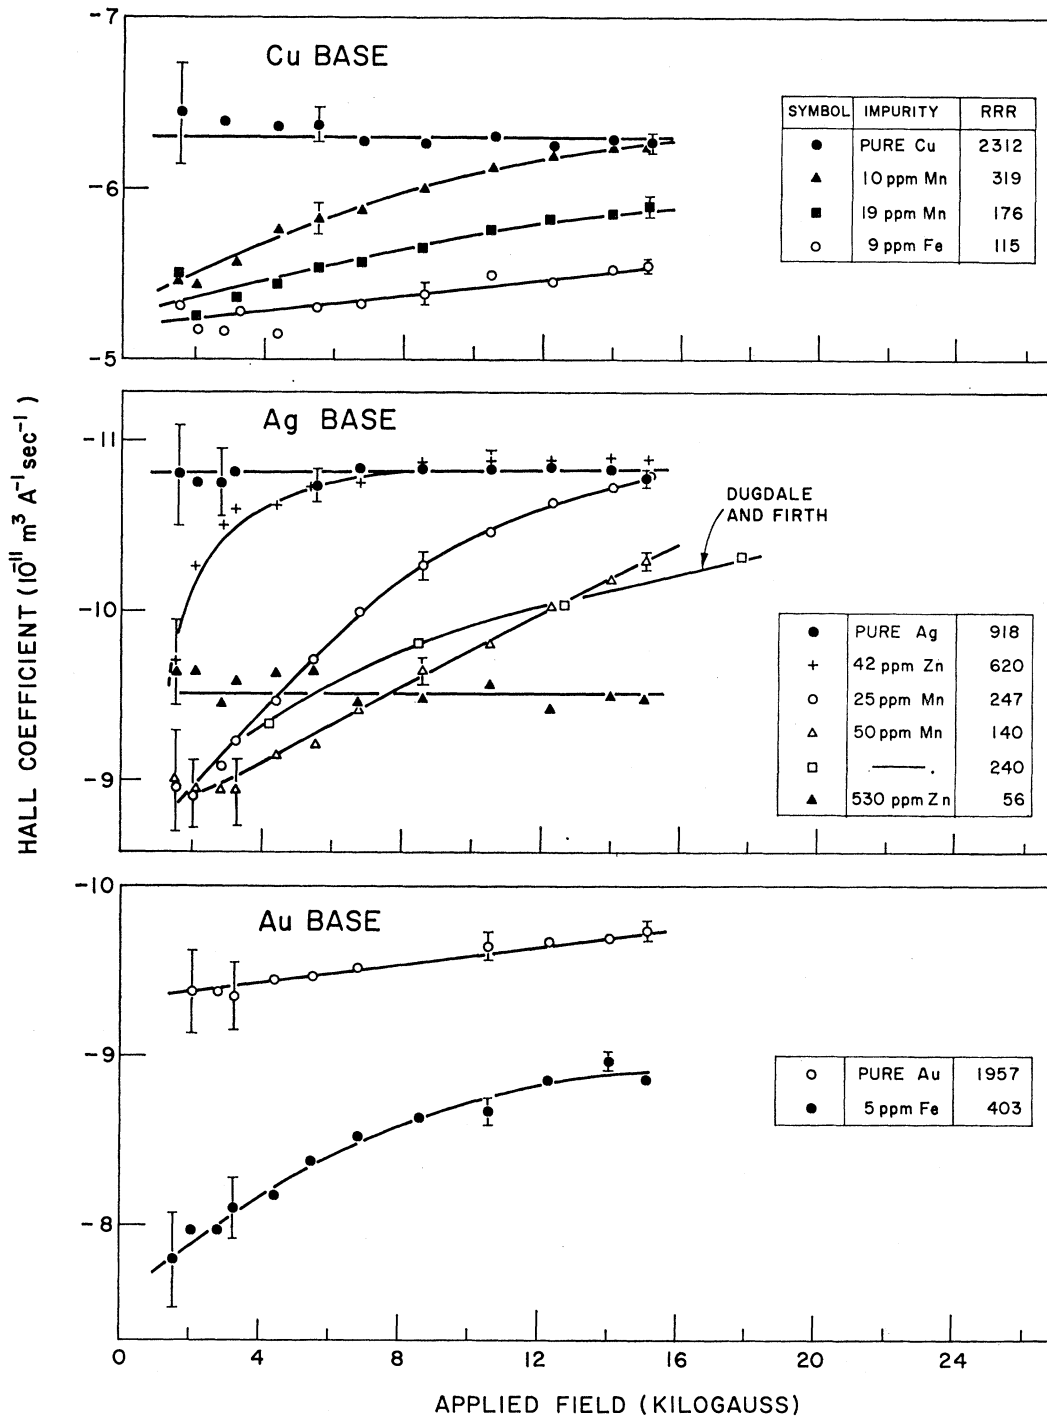 -7
Cu BASE
SYMBOL IMPURITY RRR
PURE Cu 2312
10 ppm Mn 319
19 ppm Mn 176
9 ppm Fe 115
-6
-5
HALL COEFFICIENT (10^-11 m^3 A^-1 sec^-1)
Ag BASE
-11
DUGDALE
AND FIRTH
-10
PURE Ag 918
42 ppm Zn 620
25 ppm Mn 247
50 ppm Mn 140
240
530 ppm Zn 56
-9
-10
Au BASE
-9
PURE Au 1957
5 ppm Fe 403
-8
0 4 8 12 16 20 24
APPLIED FIELD (KILOGAUSS)